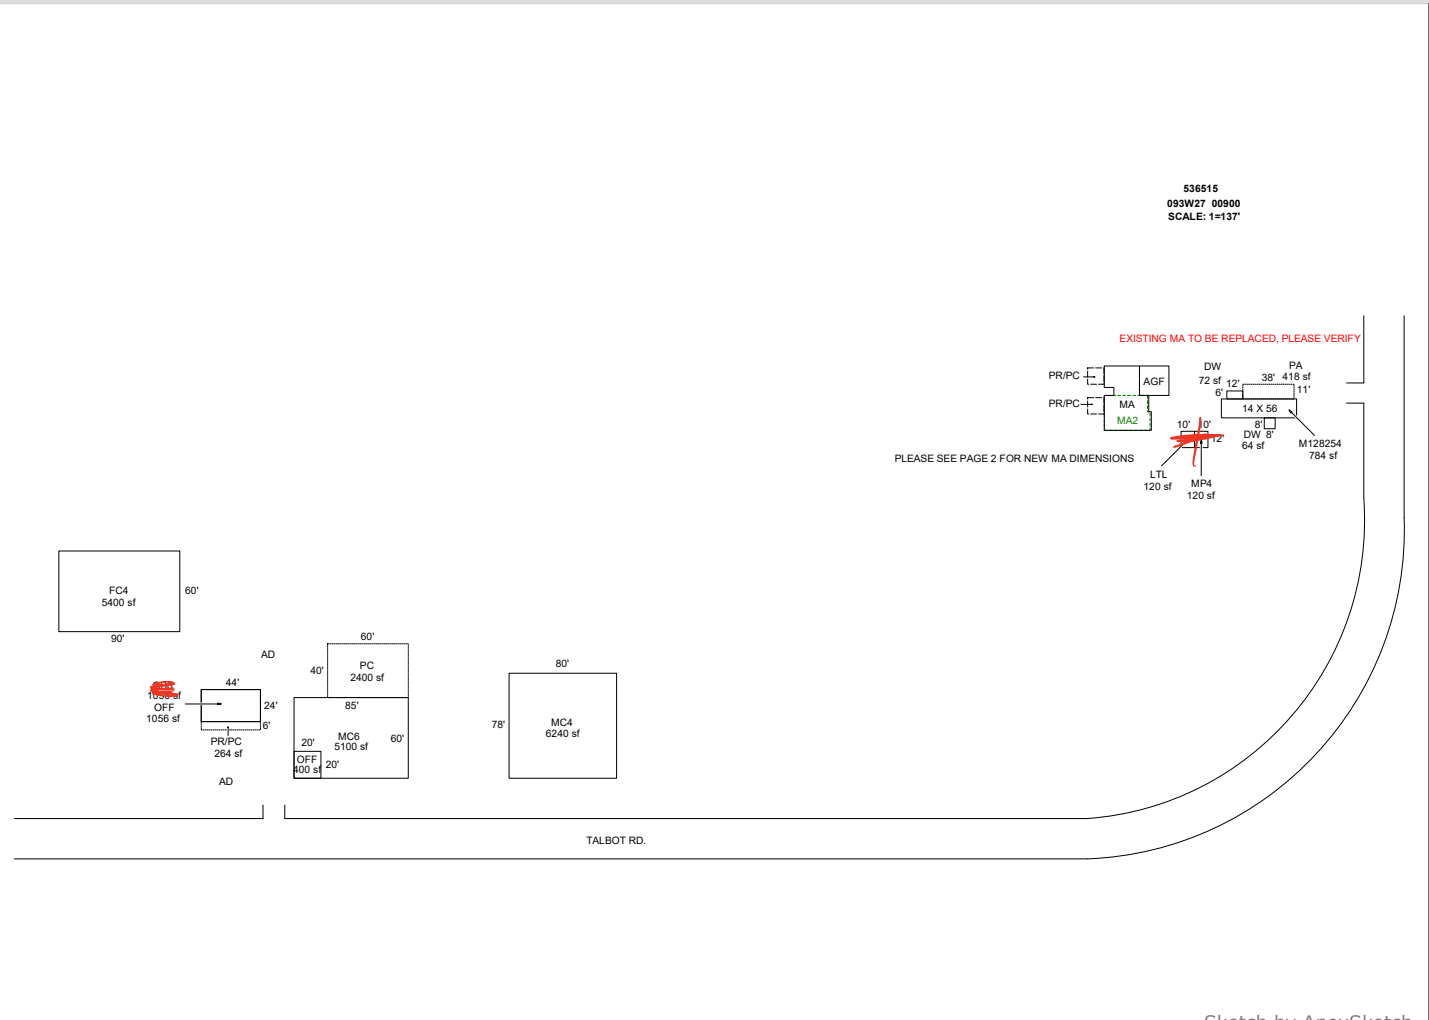 536515
093W27 00900
SCALE: 1=137'
EXISTING MA TO BE REPLACED, PLEASE VERIFY
PR/PC
AGF
PR/PC
MA
MA2
DW
72 sf
6'
12'
38'
PA
418 sf
11'
14 X 56
8'
DW 8'
64 sf
M128254
784 sf
10'
10'
12'
LTL
120 sf
MP4
120 sf
PLEASE SEE PAGE 2 FOR NEW MA DIMENSIONS
FC4
5400 sf
60'
90'
AD
60'
40'
PC
2400 sf
80'
78'
MC4
6240 sf
44'
OFF
1056 sf
24'
6'
PR/PC
264 sf
AD
85'
MC6
5100 sf
60'
20'
OFF
400 sf
20'
TALBOT RD.
Sketch by ApexSketch